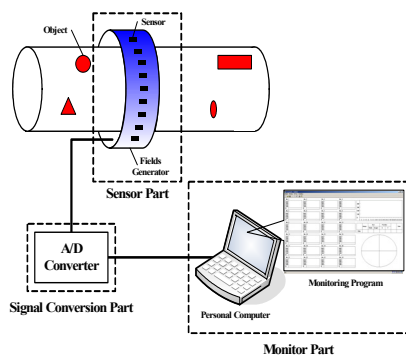 Sensor
Object
Fields
Generator
Sensor Part
A/D
Converter
Signal Conversion Part
Personal Computer
Monitoring Program
Monitor Part